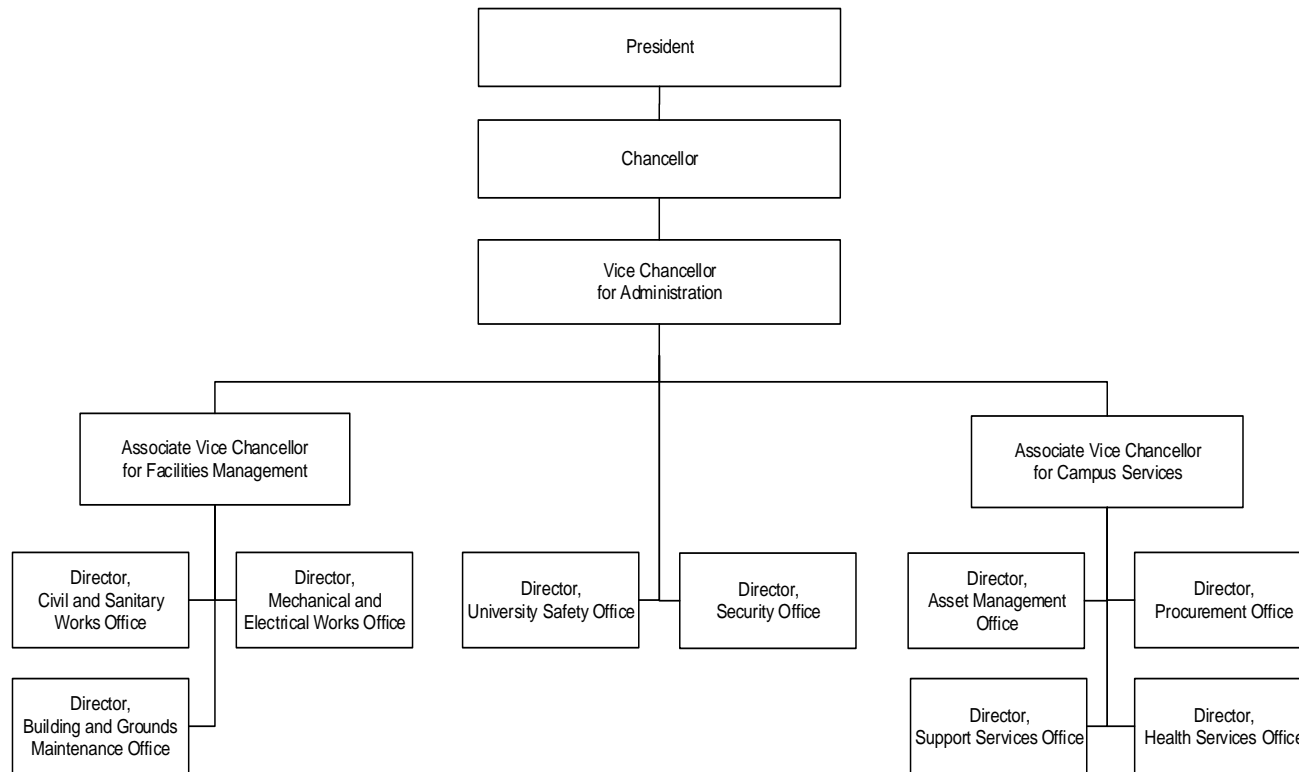 President
Chancellor
Vice Chancellor
for Administration
Associate Vice Chancellor
for Facilities Management
Associate Vice Chancellor
for Campus Services
Director,
Civil and Sanitary
Works Office
Director,
Mechanical and
Electrical Works Office
Director,
University Safety Office
Director,
Security Office
Director,
Asset Management
Office
Director,
Procurement Office
Director,
Building and Grounds
Maintenance Office
Director,
Support Services Office
Director,
Health Services Office